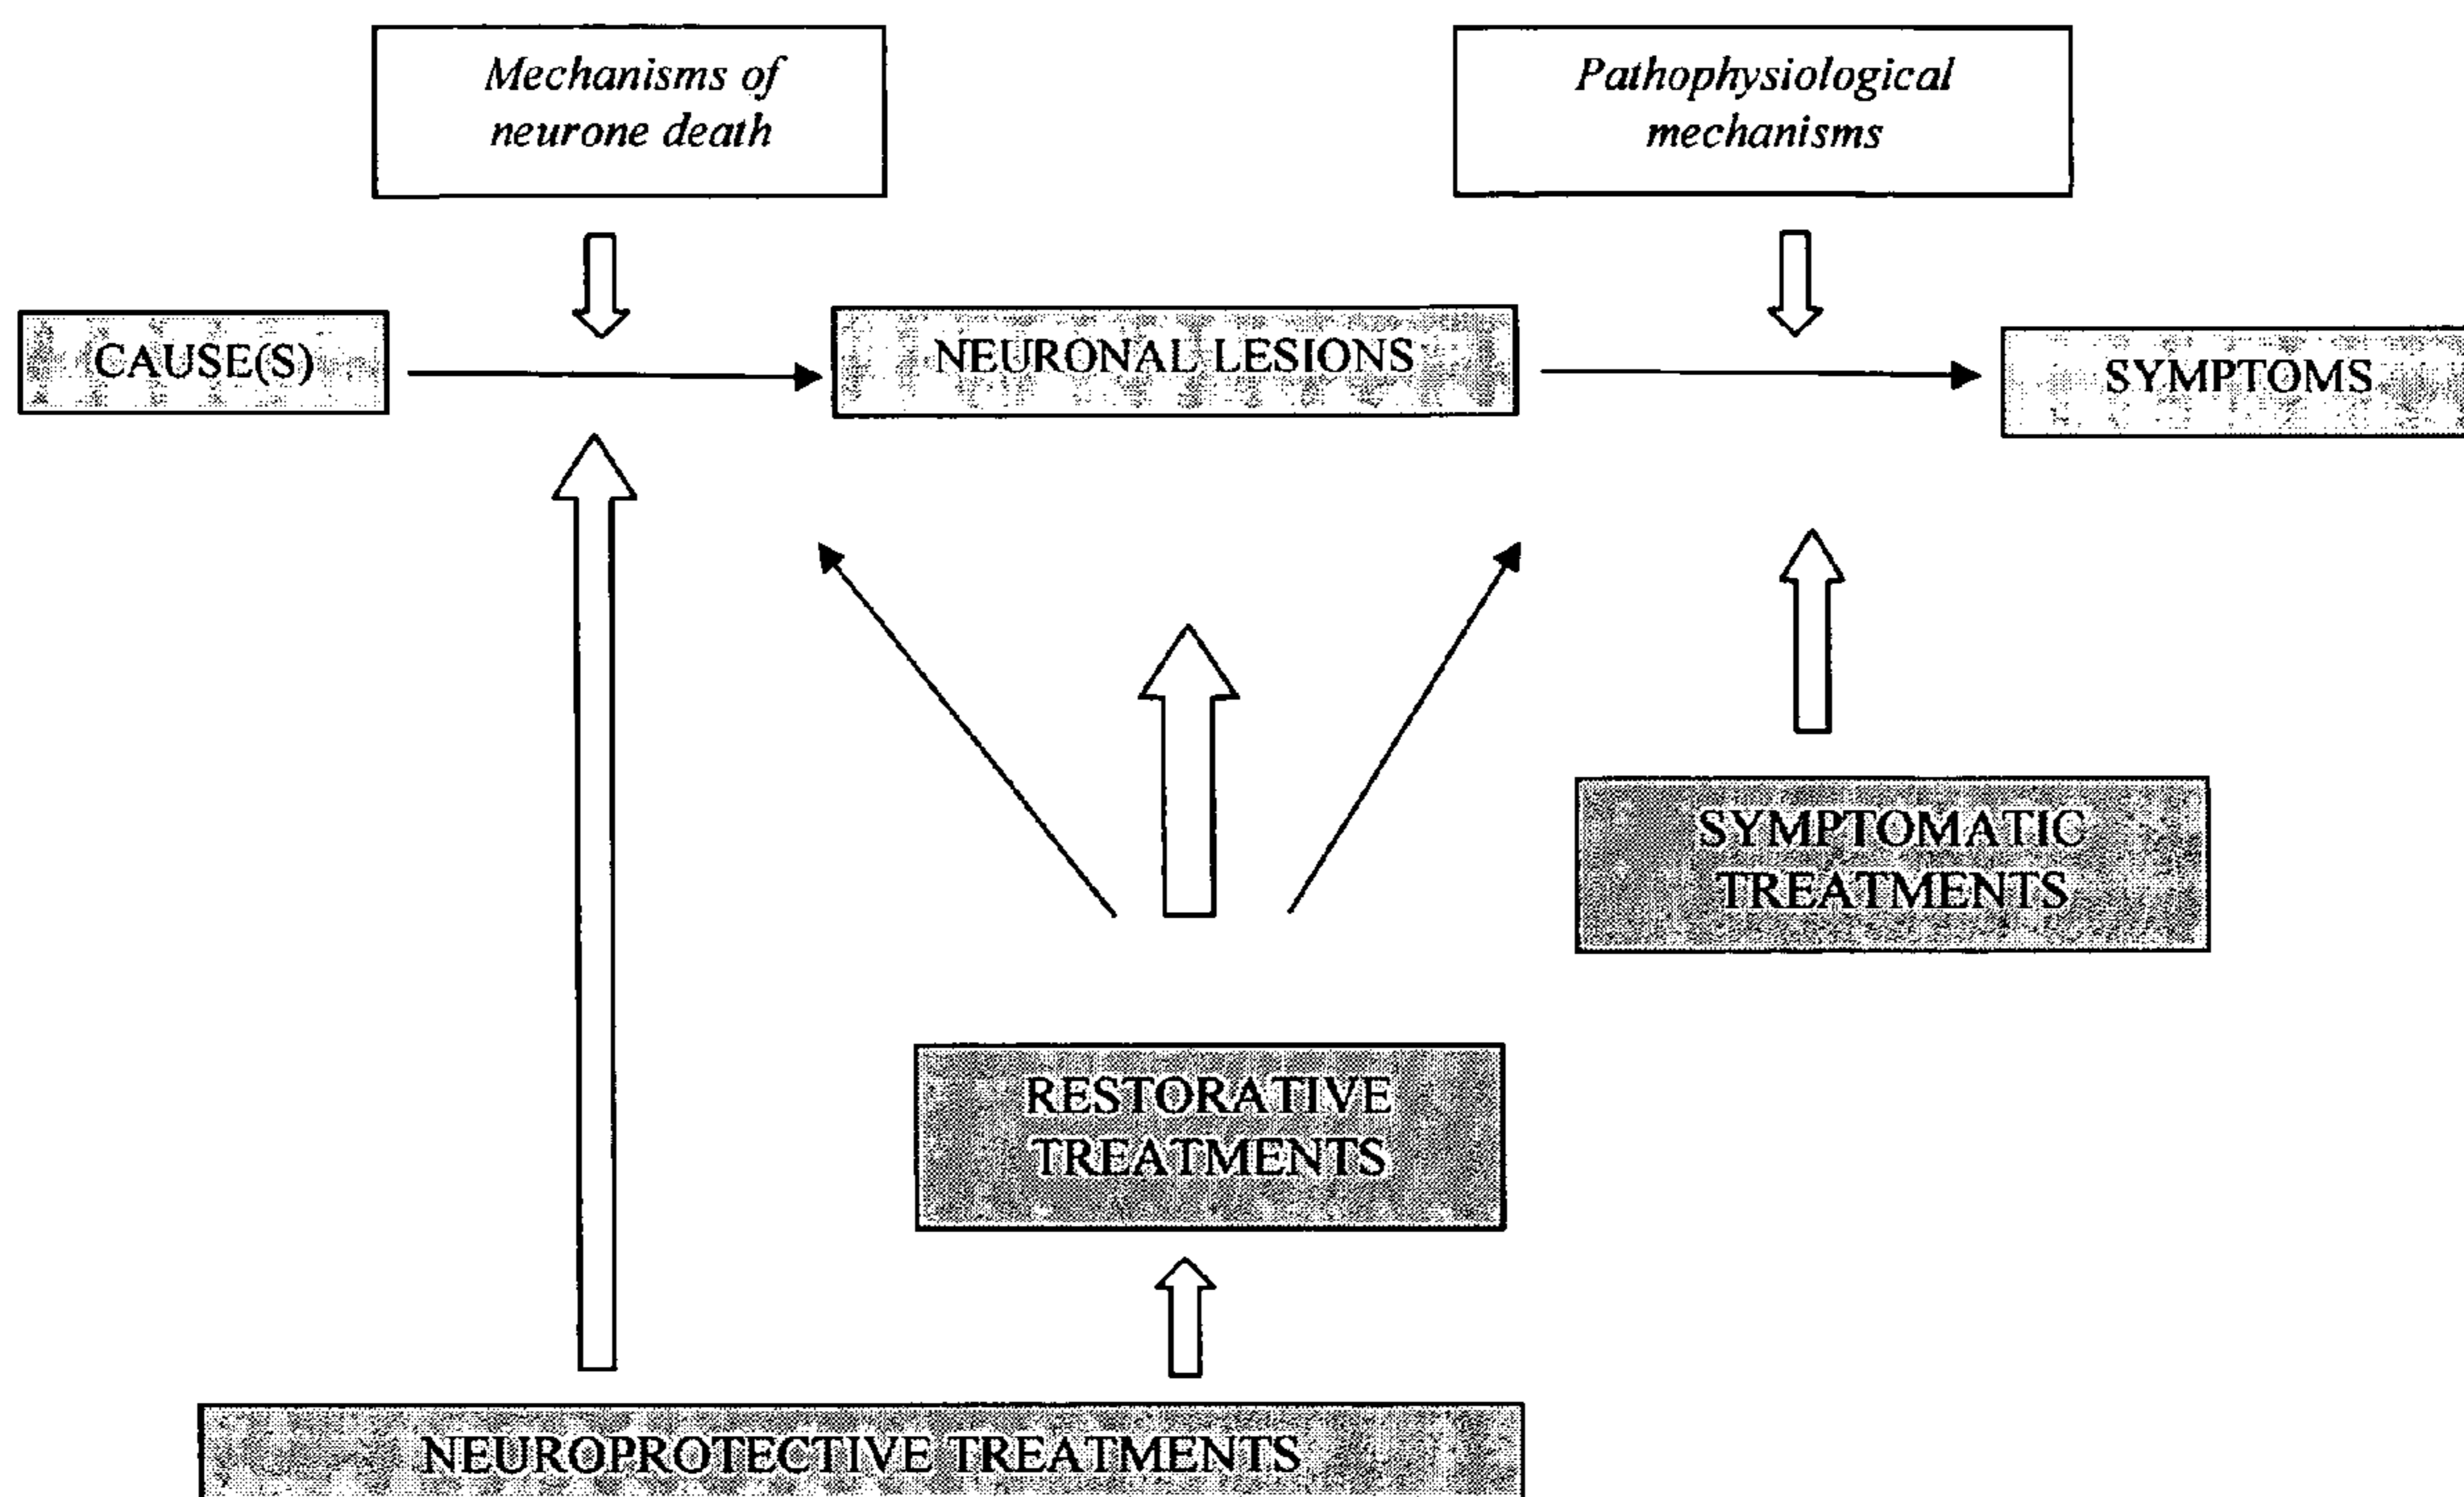 Mechanisms of
neurone death
Pathophysiological
mechanisms
CAUSE(S)
NEURONAL LESIONS
SYMPTOMS
SYMPTOMATIC
TREATMENTS
RESTORATIVE
TREATMENTS
NEUROPROTECTIVE TREATMENTS